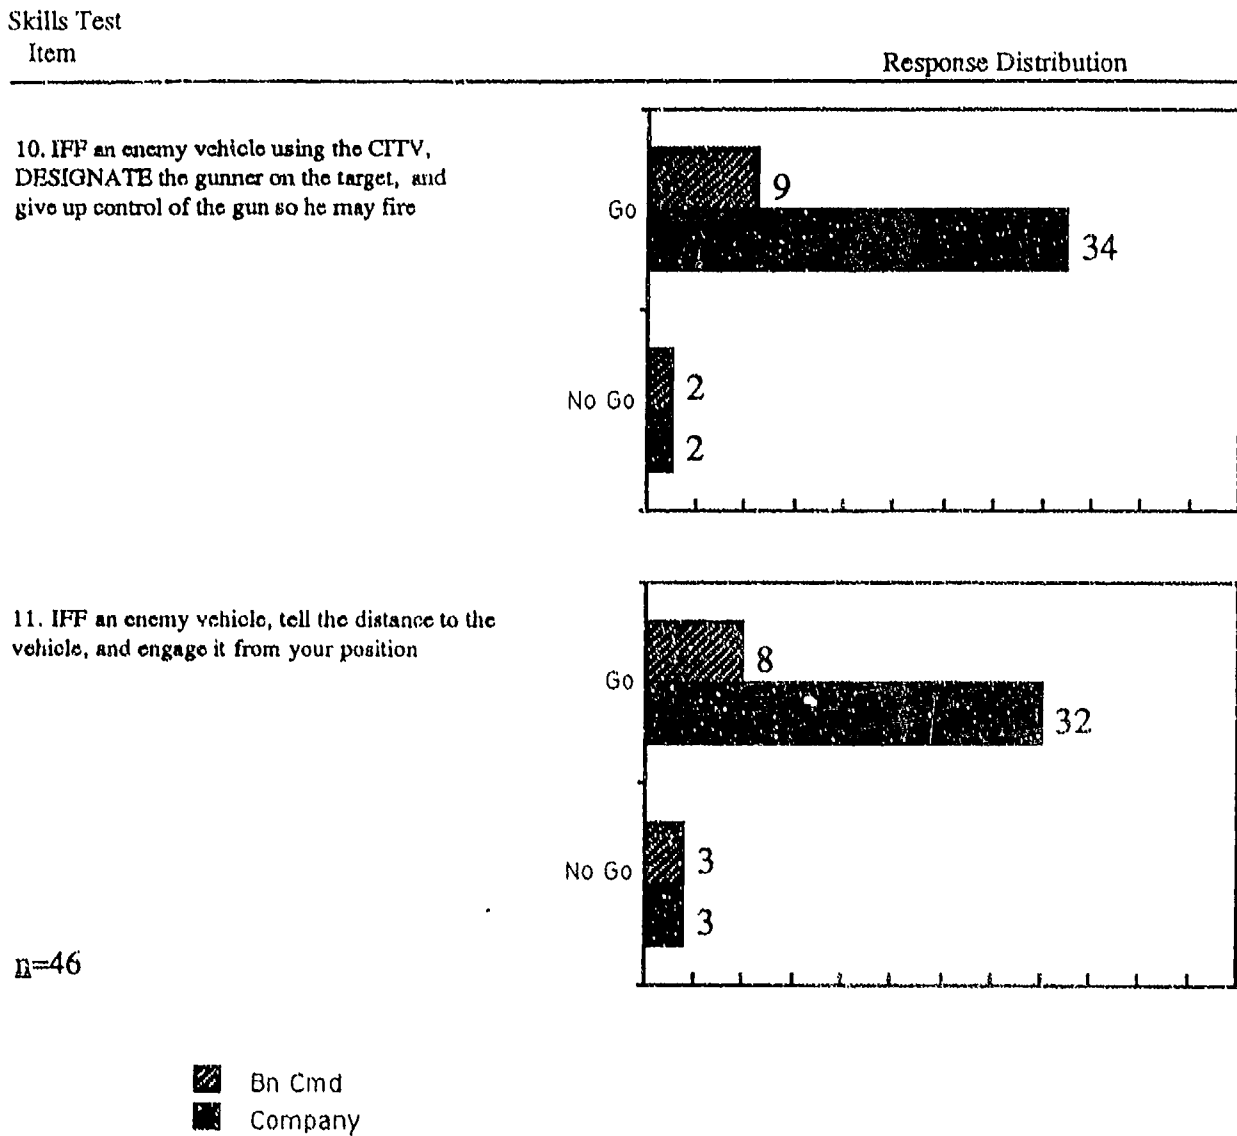 Skills Test
Item
Response Distribution
10. IFF an enemy vehicle using the CITV,
DESIGNATE the gunner on the target, and
give up control of the gun so he may fire
Go
9
34
No Go
2
2
11. IFF an enemy vehicle, tell the distance to the
vehicle, and engage it from your position
Go
8
32
No Go
3
3
n=46
Bn Cmd
Company